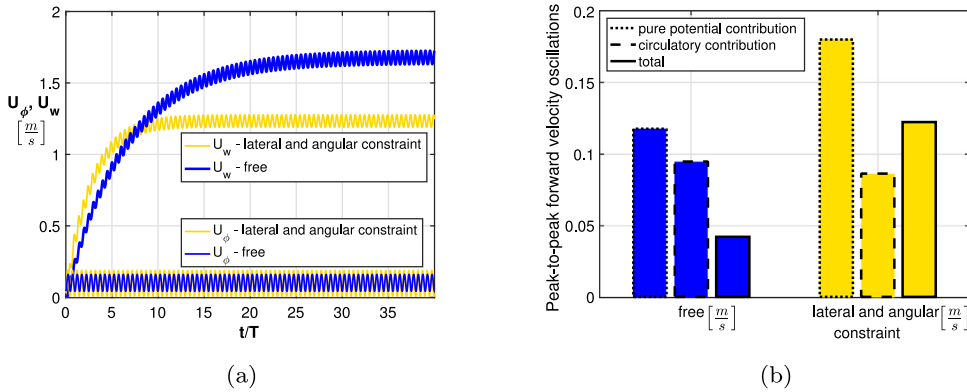 2
1.5
1
0.5
0
U_ϕ, U_w
[m/s]
U_w - lateral and angular constraint
U_w - free
U_ϕ - lateral and angular constraint
U_ϕ - free
0 5 10 15 20 25 30 35
t/T
(a)
Peak-to-peak forward velocity oscillations
0.2
0.15
0.1
0.05
0
pure potential contribution
circulatory contribution
total
free[m/s]
lateral and angular[m/s]
constraint
(b)